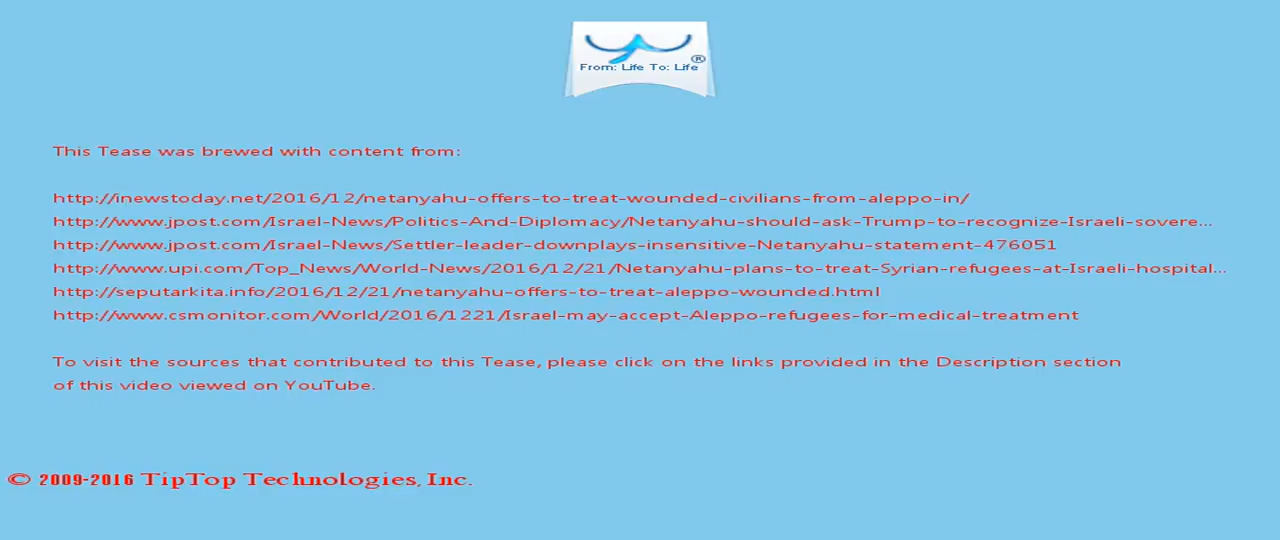 From: Life To: Life®
This Tease was brewed with content from:
http://inewstoday.net/2016/12/netanyahu-offers-to-treat-wounded-civilians-from-aleppo-in/
http://www.jpost.com/Israel-News/Politics-And-Diplomacy/Netanyahu-should-ask-Trump-to-recognize-Israeli-sovere...
http://www.jpost.com/Israel-News/Settler-leader-downplays-insensitive-Netanyahu-statement-476051
http://www.upi.com/Top_News/World-News/2016/12/21/Netanyahu-plans-to-treat-Syrian-refugees-at-Israeli-hospital...
http://seputarkita.info/2016/12/21/netanyahu-offers-to-treat-aleppo-wounded.html
http://www.csmonitor.com/World/2016/1221/Israel-may-accept-Aleppo-refugees-for-medical-treatment
To visit the sources that contributed to this Tease, please click on the links provided in the Description section
of this video viewed on YouTube.
© 2009-2016 TipTop Technologies, Inc.